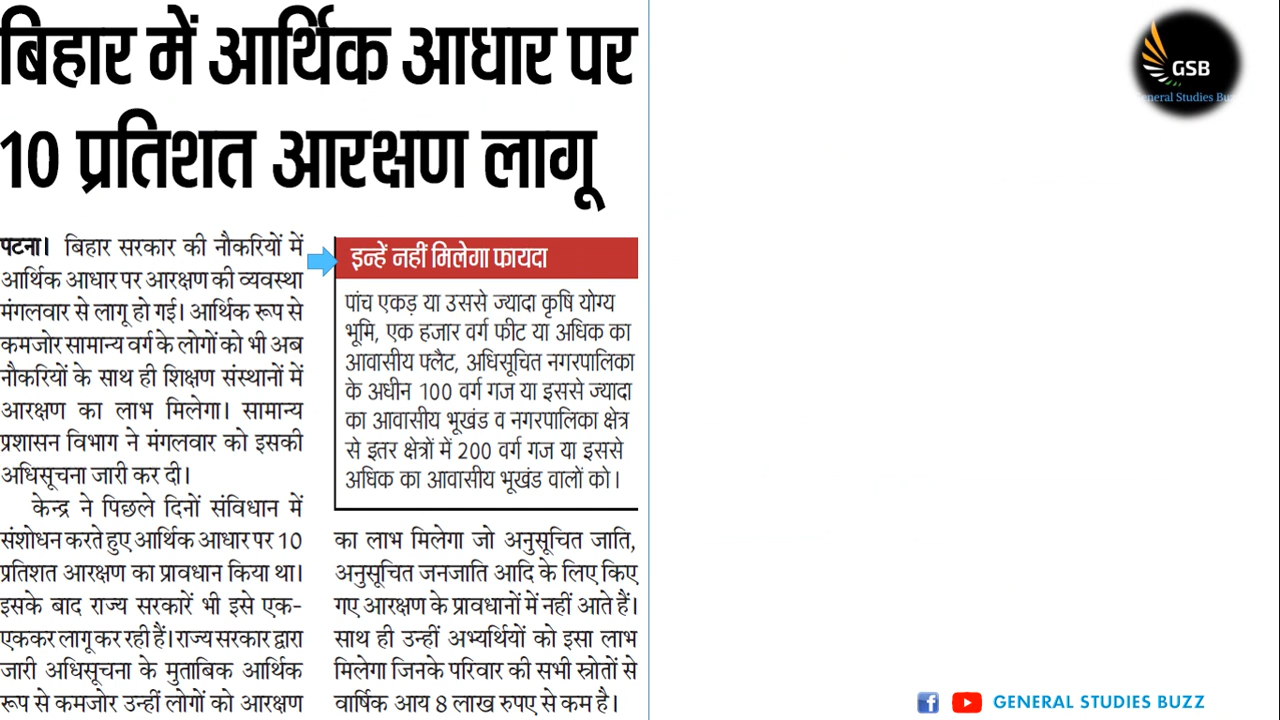 बिहार में आर्थिक आधार पर
10 प्रतिशत आरक्षण लागू
पटना। बिहार सरकार की नौकरियों में
आर्थिक आधार पर आरक्षण की व्यवस्था
मंगलवार से लागू हो गई। आर्थिक रूप से
कमजोर सामान्य वर्ग के लोगों को भी अब
नौकरियों के साथ ही शिक्षण संस्थानों में
आरक्षण का लाभ मिलेगा। सामान्य
प्रशासन विभाग ने मंगलवार को इसकी
अधिसूचना जारी कर दी।
केन्द्र ने पिछले दिनों संविधान में
संशोधन करते हुए आर्थिक आधार पर 10
प्रतिशत आरक्षण का प्रावधान किया था।
इसके बाद राज्य सरकारें भी इसे एक-
एककर लागू कर रही हैं। राज्य सरकार द्वारा
जारी अधिसूचना के मुताबिक आर्थिक
रूप से कमजोर उन्हीं लोगों को आरक्षण
इन्हें नहीं मिलेगा फायदा
पांच एकड़ या उससे ज्यादा कृषि योग्य
भूमि, एक हजार वर्ग फीट या अधिक का
आवासीय फ्लैट, अधिसूचित नगरपालिका
के अधीन 100 वर्ग गज या इससे ज्यादा
का आवासीय भूखंड व नगरपालिका क्षेत्र
से इतर क्षेत्रों में 200 वर्ग गज या इससे
अधिक का आवासीय भूखंड वालों को।
का लाभ मिलेगा जो अनुसूचित जाति,
अनुसूचित जनजाति आदि के लिए किए
गए आरक्षण के प्रावधानों में नहीं आते हैं।
साथ ही उन्हीं अभ्यर्थियों को इसा लाभ
मिलेगा जिनके परिवार की सभी स्रोतों से
वार्षिक आय 8 लाख रुपए से कम है।
GSB
General Studies Buzz
GENERAL STUDIES BUZZ